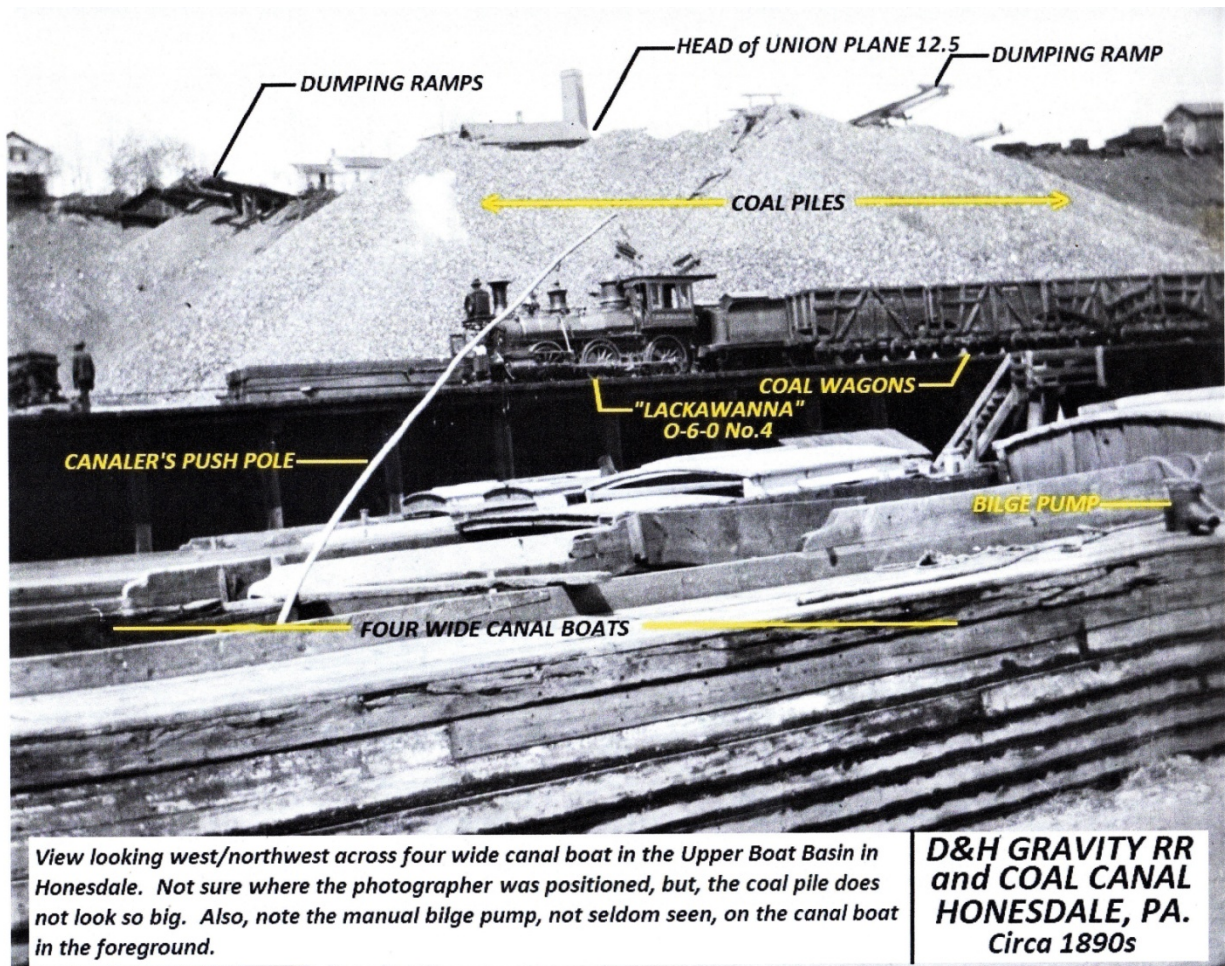 HEAD of UNION PLANE 12.5
DUMPING RAMP
DUMPING RAMPS
COAL PILES
COAL WAGONS
"LACKAWANNA"
O-6-0 No.4
CANALER'S PUSH POLE
BILGE PUMP
FOUR WIDE CANAL BOATS
View looking west/northwest across four wide canal boat in the Upper Boat Basin in
Honesdale. Not sure where the photographer was positioned, but, the coal pile does
not look so big. Also, note the manual bilge pump, not seldom seen, on the canal boat
in the foreground.
D&H GRAVITY RR
and COAL CANAL
HONESDALE, PA.
Circa 1890s